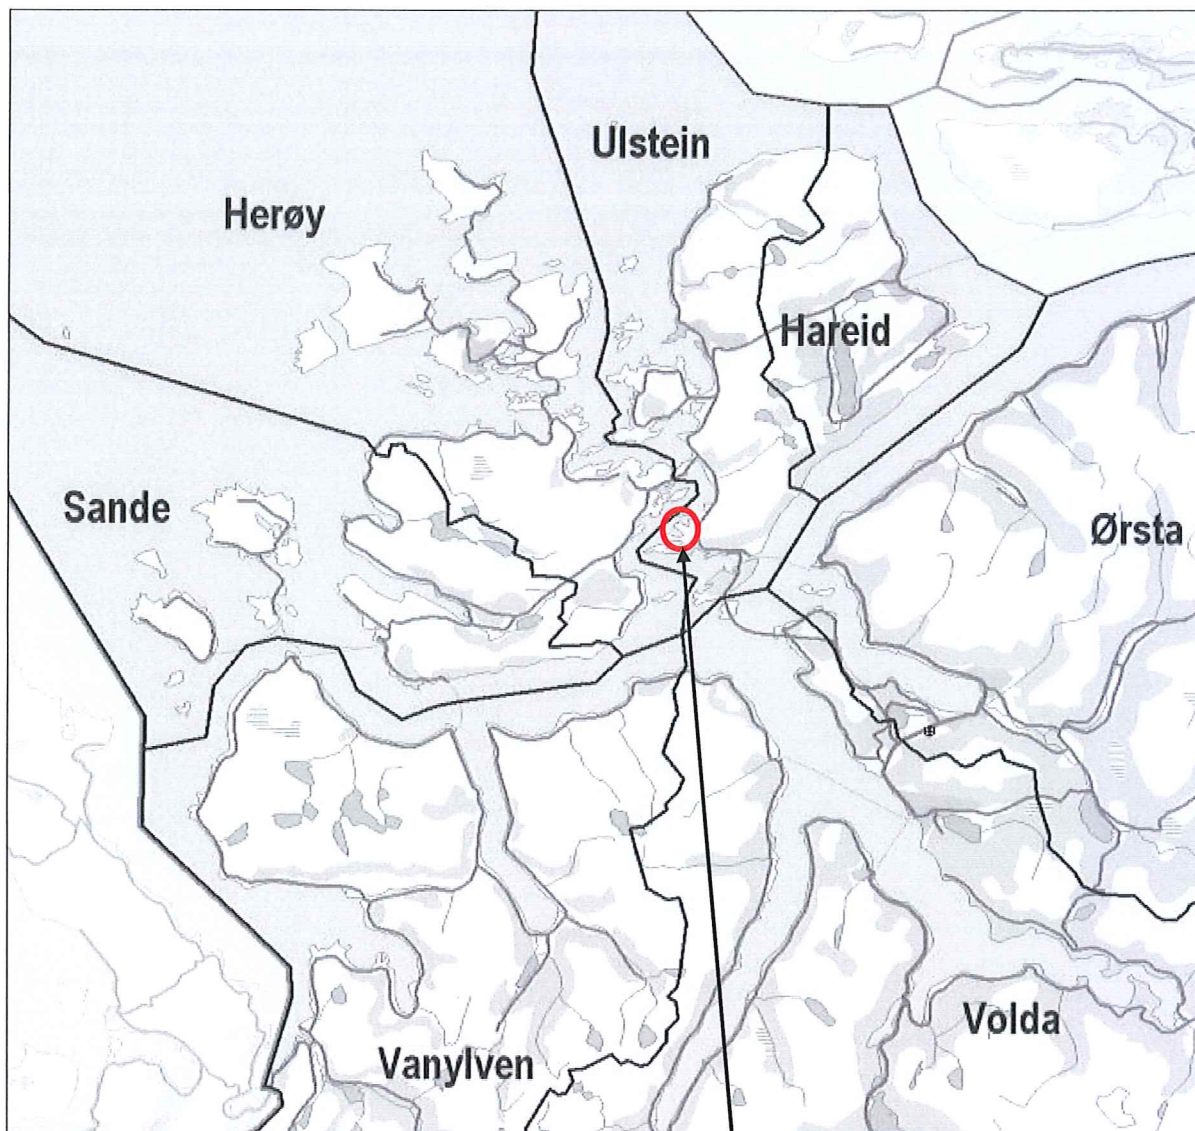 Ulstein
Herøy
Hareid
Sande
Ørsta
Volda
Vanylven